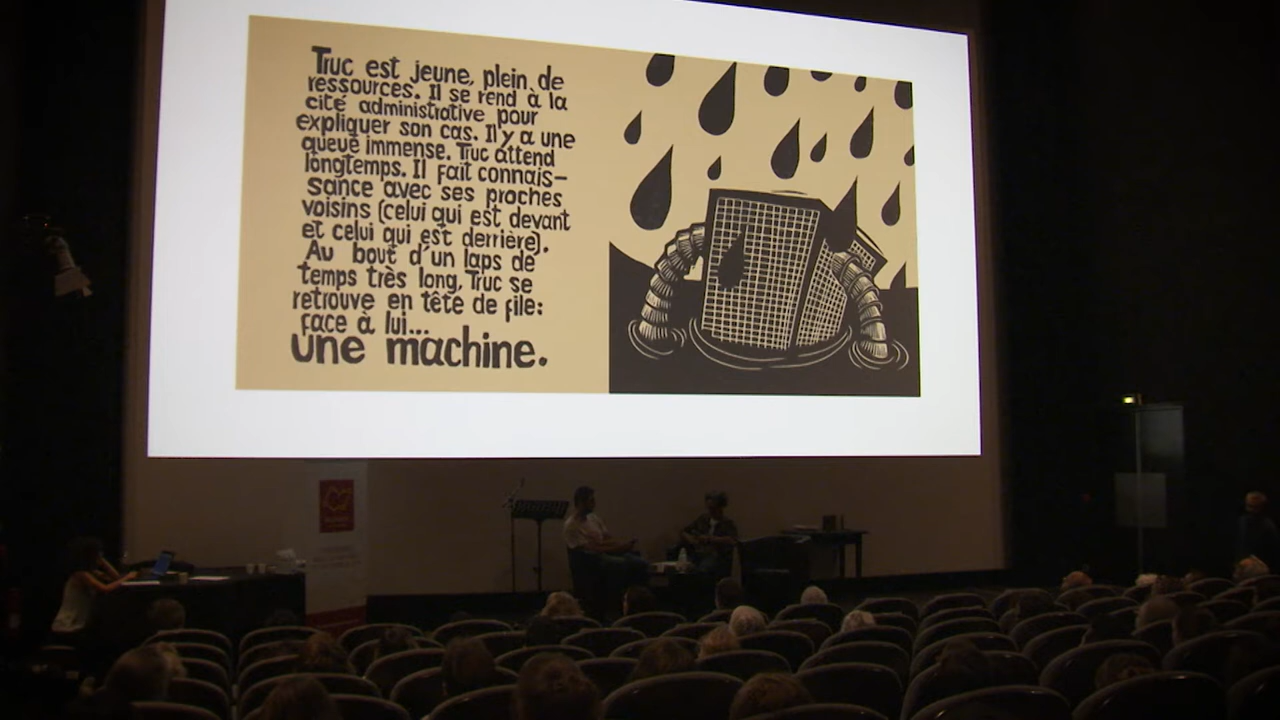 Truc est jeune, plein de
ressources. Il se rend à la
cité administrative pour
expliquer son cas. Il y a une
queue immense. Truc attend
longtemps. Il fait connais-
sance avec ses proches
voisins (celui qui est devant
et celui qui est derrière).
Au bout d'un laps de
temps très long, Truc se
retrouve en tête de file:
face à lui...
une machine.